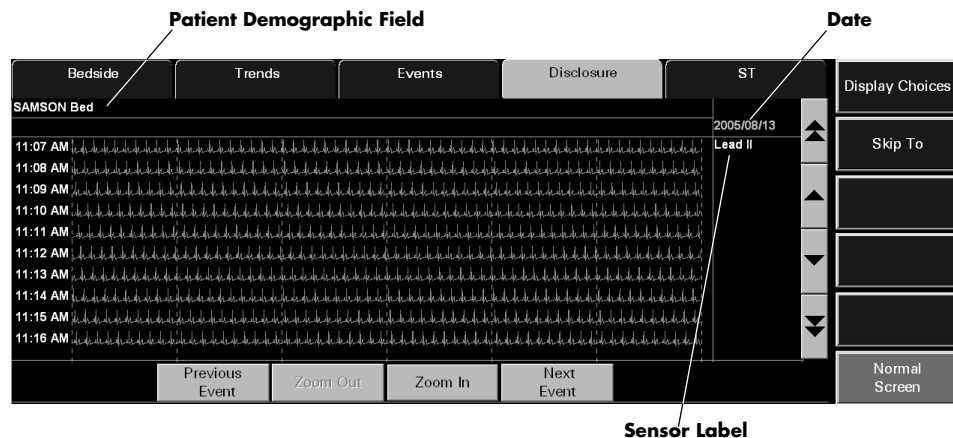 Patient Demographic Field
Date
Bedside
Trends
Events
Disclosure
ST
Display Choices
SAMSON Bed
2005/08/13
Skip To
11:07 AM
Lead II
11:08 AM
11:09 AM
11:10 AM
11:11 AM
11:12 AM
11:13 AM
11:14 AM
11:15 AM
11:16 AM
Previous
Event
Zoom Out
Zoom In
Next
Event
Normal
Screen
Sensor Label